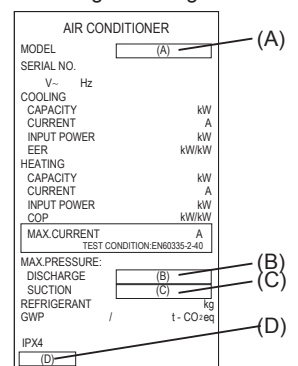 AIR CONDITIONER
MODEL (A) (A)
SERIAL NO.
V~ Hz
COOLING
CAPACITY kW
CURRENT A
INPUT POWER kW
EER kW/kW
HEATING
CAPACITY kW
CURRENT A
INPUT POWER kW
COP kW/kW
MAX.CURRENT A
TEST CONDITION:EN60335-2-40
MAX.PRESSURE:
DISCHARGE (B) (B)
SUCTION (C) (C)
REFRIGERANT kg
GWP / t - CO2eq
IPX4
(D) (D)